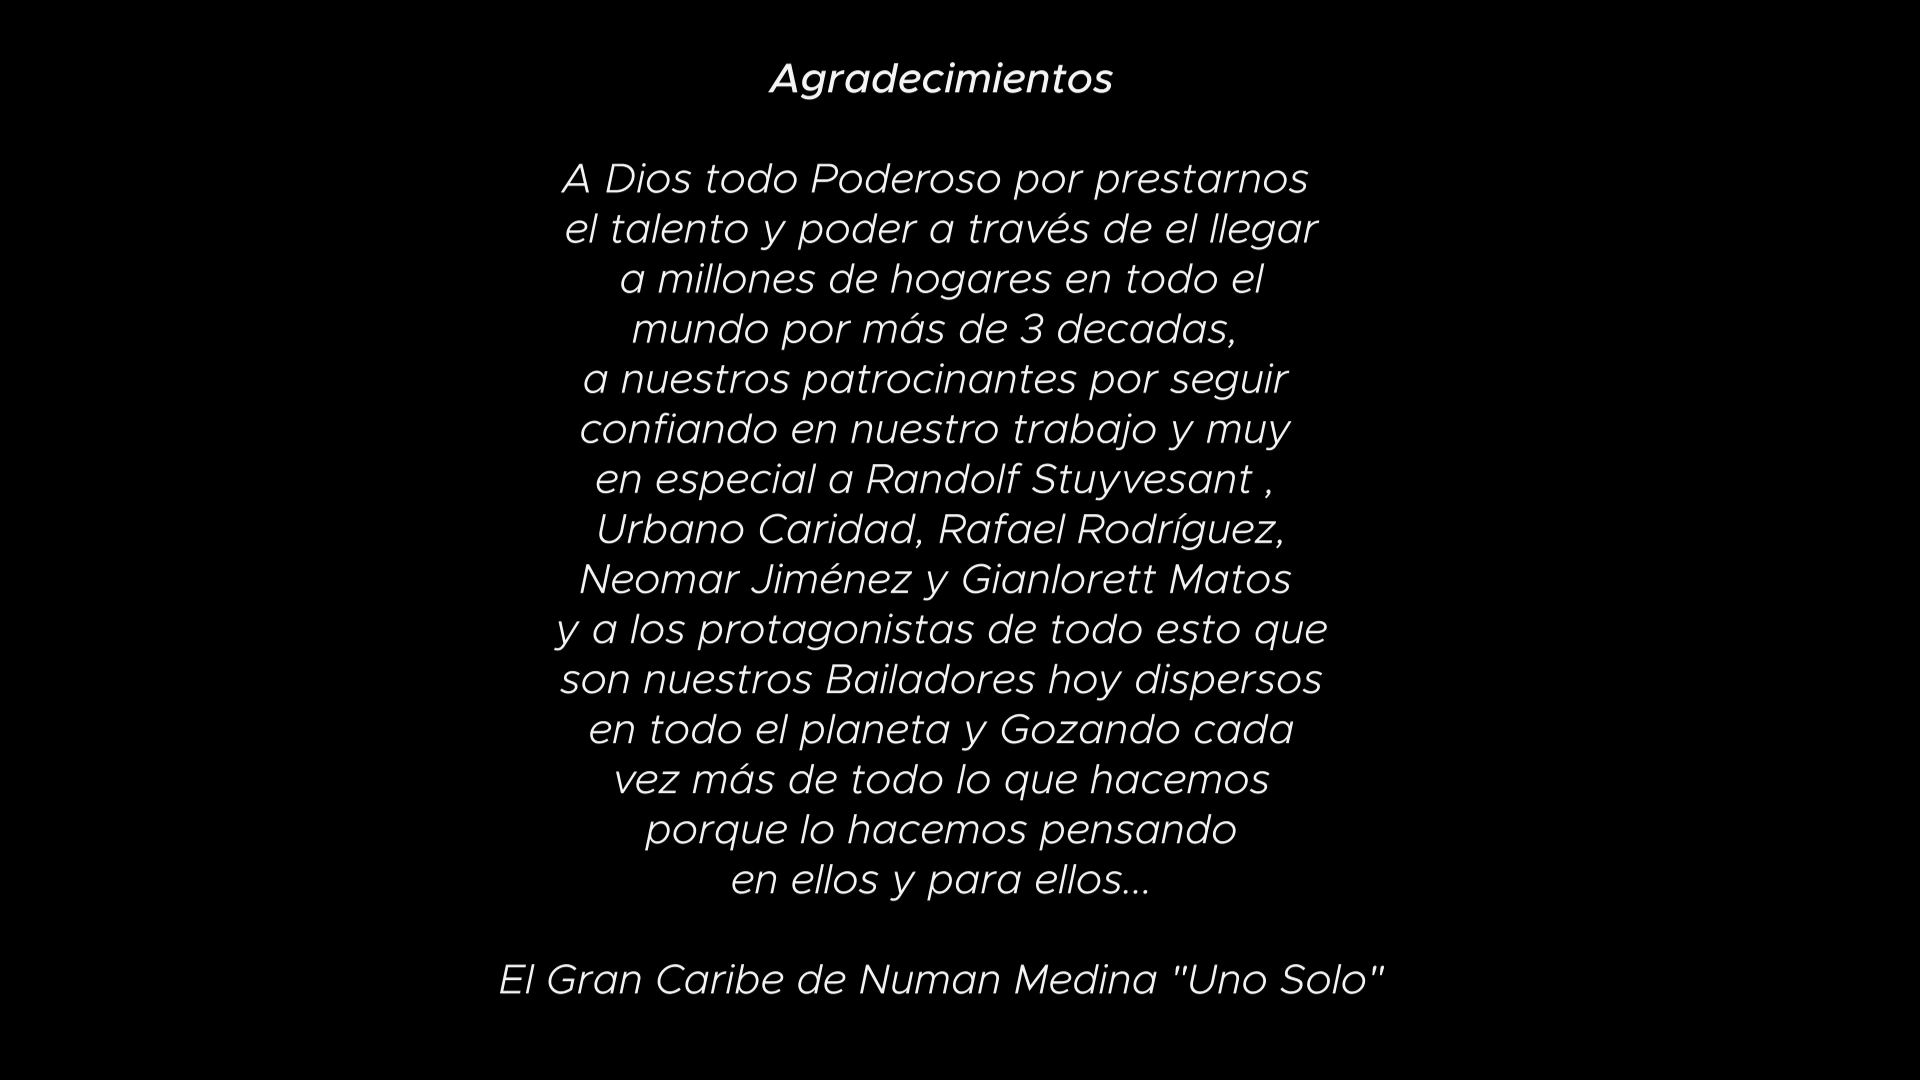 Agradecimientos
A Dios todo Poderoso por prestarnos
el talento y poder a través de el llegar
a millones de hogares en todo el
mundo por más de 3 decadas,
a nuestros patrocinantes por seguir
confiando en nuestro trabajo y muy
en especial a Randolf Stuyvesant ,
Urbano Caridad, Rafael Rodríguez,
Neomar Jiménez y Gianlorett Matos
y a los protagonistas de todo esto que
son nuestros Bailadores hoy dispersos
en todo el planeta y Gozando cada
vez más de todo lo que hacemos
porque lo hacemos pensando
en ellos y para ellos...
El Gran Caribe de Numan Medina "Uno Solo"